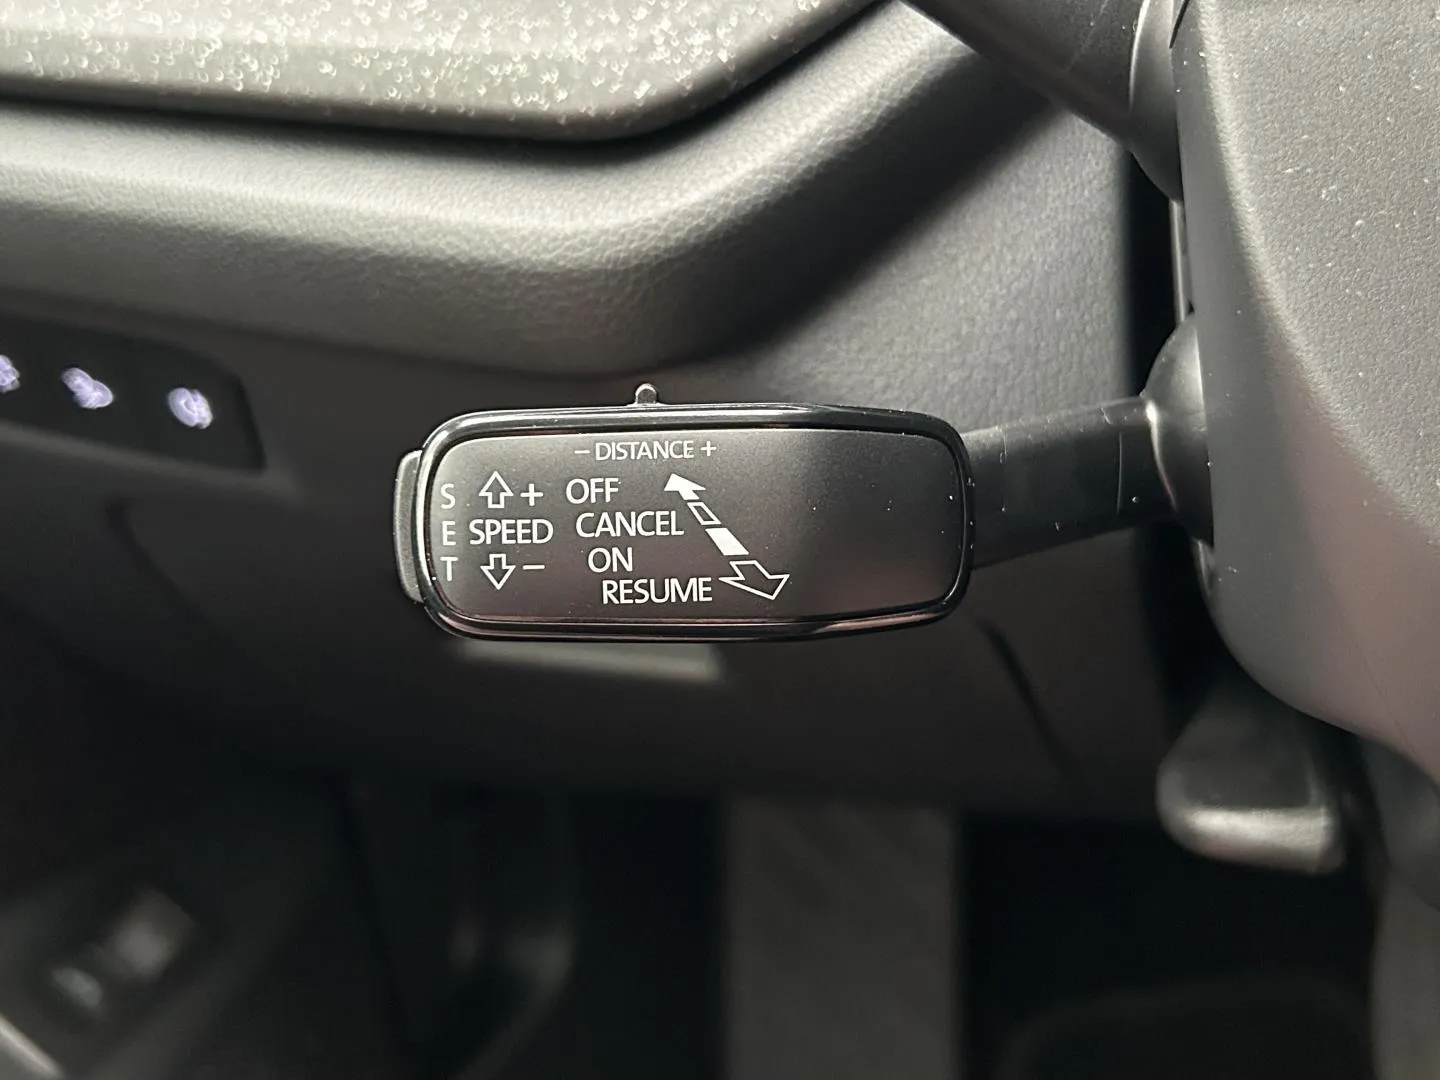 − DISTANCE +
S + OFF
E SPEED CANCEL
T − ON
RESUME